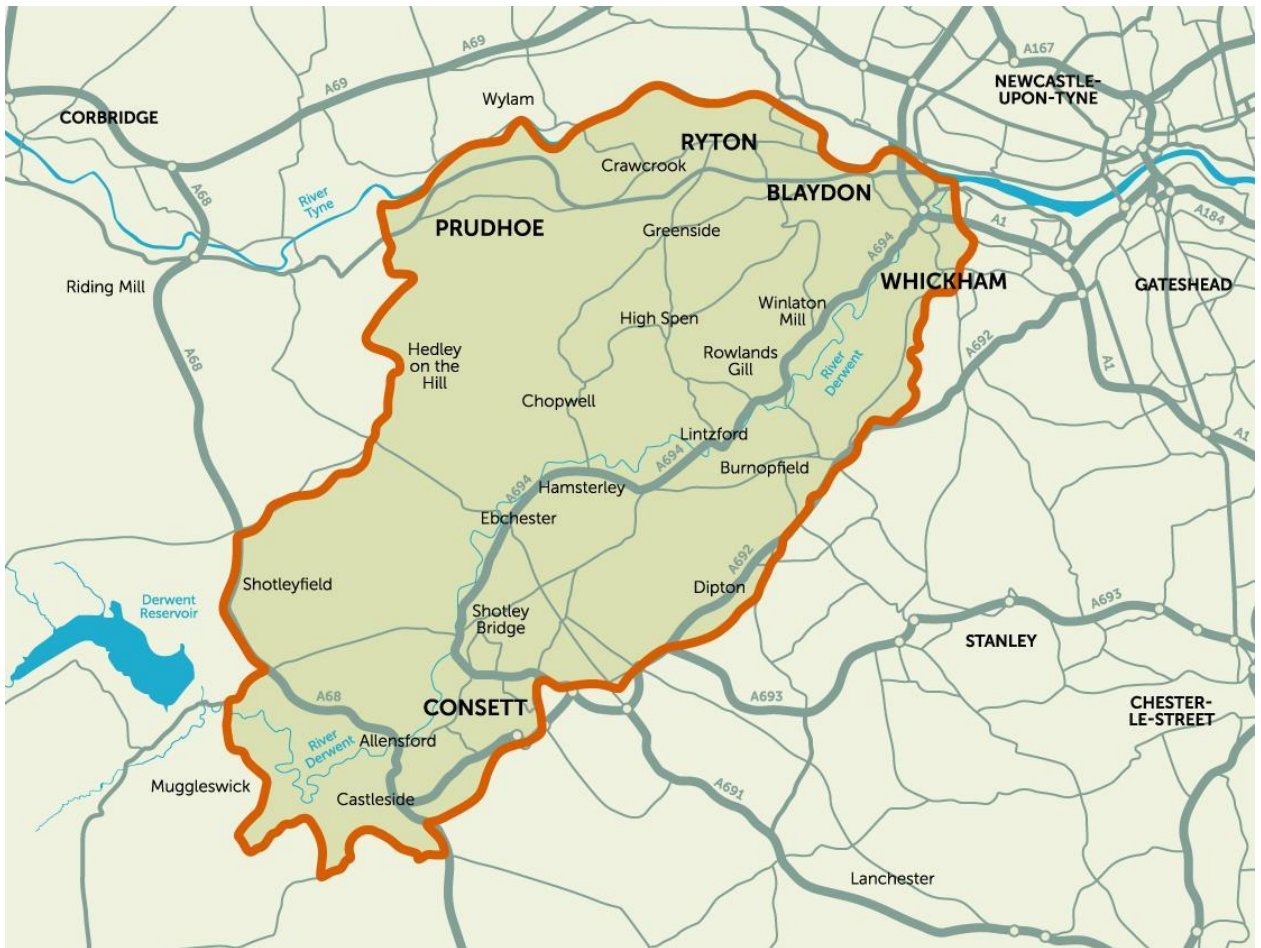 A69
A167
NEWCASTLE-
UPON-TYNE
A69
Wylam
CORBRIDGE
RYTON
Crawcrook
A68
River
Tyne
BLAYDON
A184
PRUDHOE
Greenside
A1
A694
Riding Mill
WHICKHAM
GATESHEAD
Winlaton
Mill
High Spen
A692
A68
Hedley
on the
Hill
Rowlands
Gill
River
Derwent
A1
Chopwell
Lintzford
A1
A694
Burnopfield
A694
Hamsterley
Ebchester
A692
Shotleyfield
Dipton
Derwent
Reservoir
A693
Shotley
Bridge
STANLEY
A68
A693
CONSETT
CHESTER-
LE-STREET
River
Derwent
Allensford
Muggleswick
A691
Castleside
Lanchester